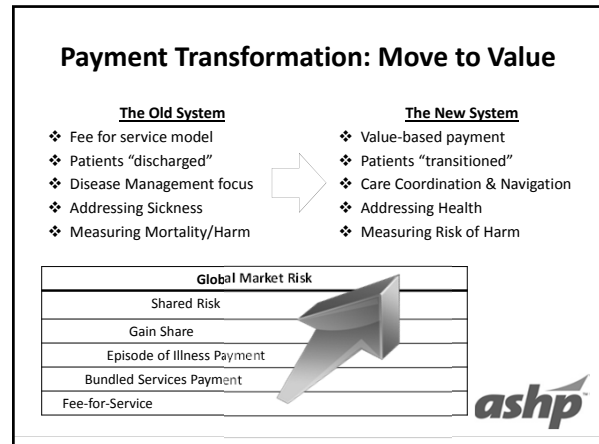 Payment Transformation: Move to Value
The Old System
❖ Fee for service model
❖ Patients “discharged”
❖ Disease Management focus
❖ Addressing Sickness
❖ Measuring Mortality/Harm
The New System
❖ Value-based payment
❖ Patients “transitioned”
❖ Care Coordination & Navigation
❖ Addressing Health
❖ Measuring Risk of Harm
Global Market Risk
Shared Risk
Gain Share
Episode of Illness Payment
Bundled Services Payment
Fee-for-Service
ashp